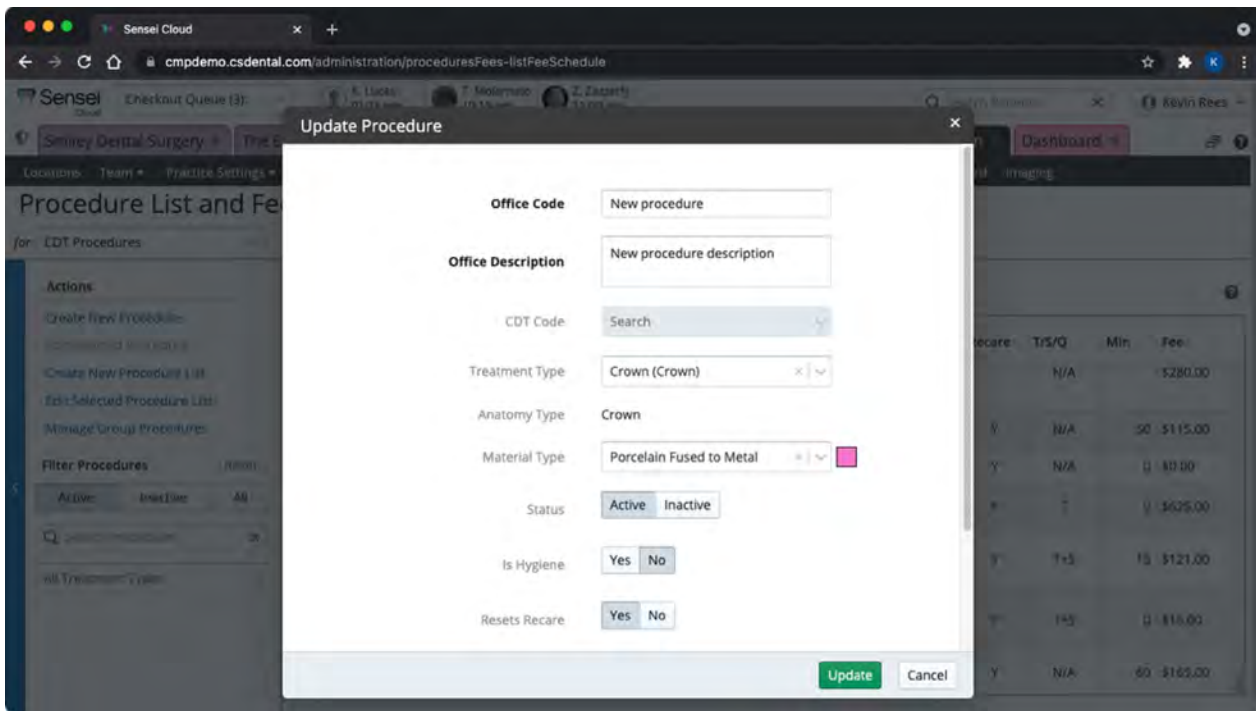 Sensei Cloud
cmpdemo.csdental.com/administration/proceduresFees-listFeeSchedule
K
Sensei
Cloud
Checkout Queue (3):
S. Lucas
Z. Zagerty
Kevin Rees
Smiley Dental Surgery
Dashboard
Locations Team Practice Settings
Imaging
Procedure List and Fe
for CDT Procedures
Actions
Create New Procedure
Create New Procedure List
Edit Selected Procedure List
Manage Group Procedures
Filter Procedures
Active Inactive All
All Treatment Types
Update Procedure
Office Code New procedure
Office Description New procedure description
CDT Code Search
Treatment Type Crown (Crown)
Anatomy Type Crown
Material Type Porcelain Fused to Metal
Status Active Inactive
Is Hygiene Yes No
Resets Recare Yes No
Update Cancel
T/S/Q Min Fee
N/A $280.00
Y N/A 50 $115.00
Y N/A 0 $0.00
T 0 $625.00
T+S 15 $121.00
T+S 0 $16.00
Y N/A 60 $165.00